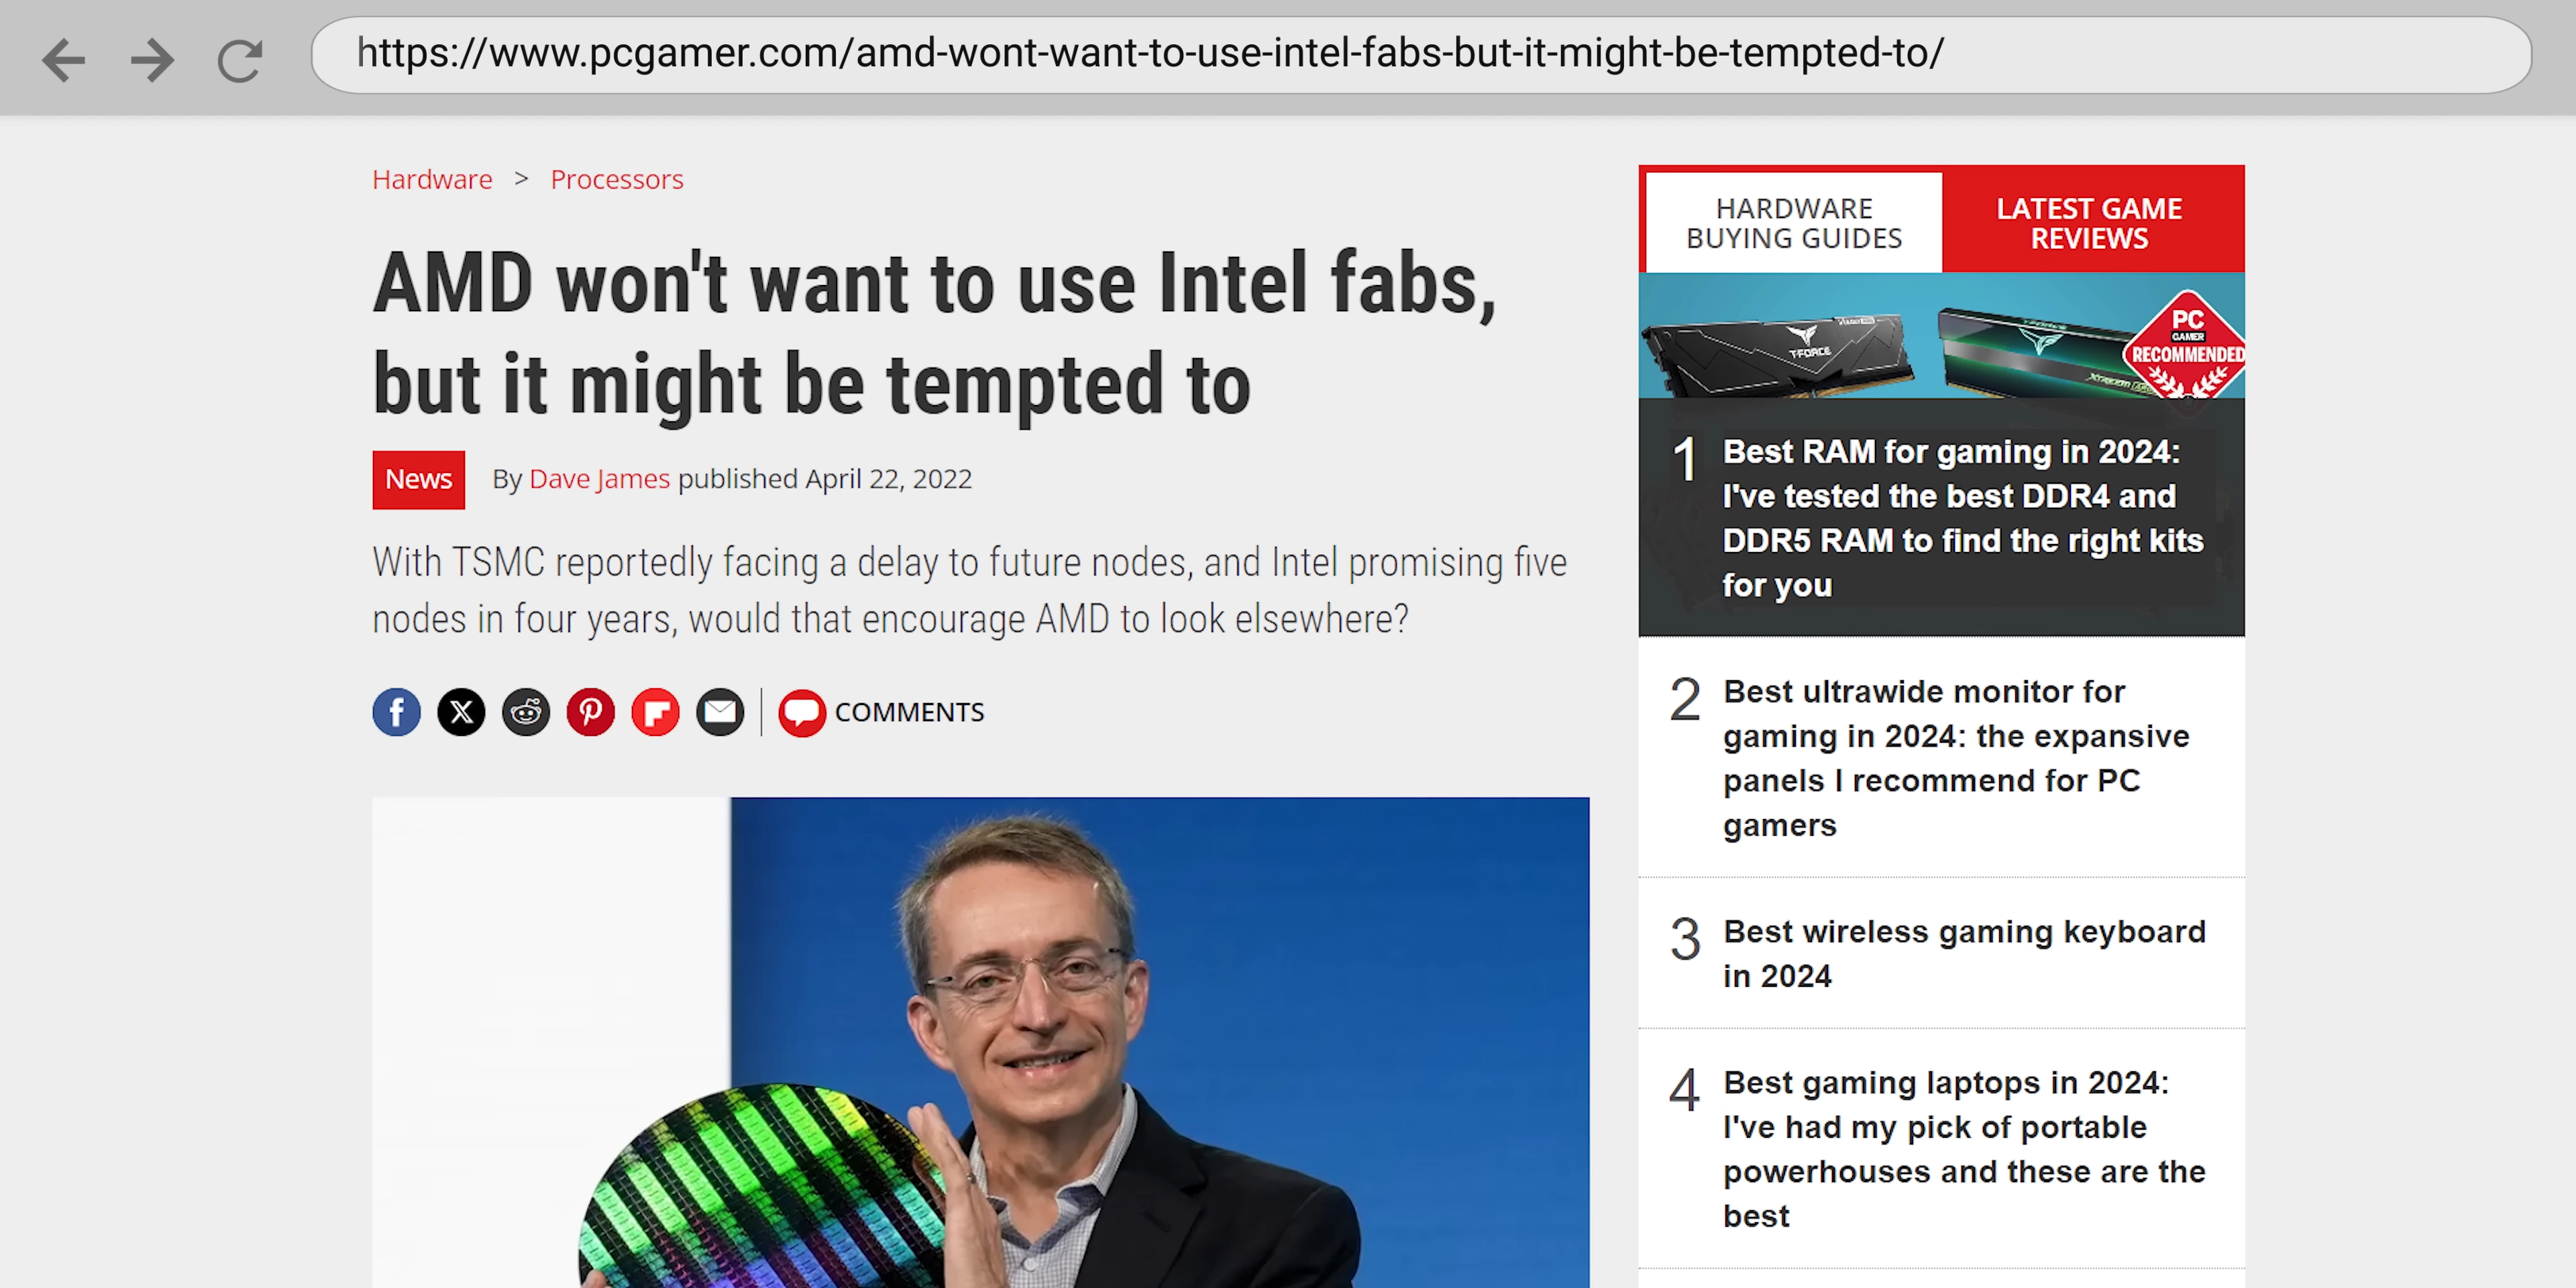 https://www.pcgamer.com/amd-wont-want-to-use-intel-fabs-but-it-might-be-tempted-to/
Hardware > Processors
AMD won't want to use Intel fabs,
but it might be tempted to
News By Dave James published April 22, 2022
With TSMC reportedly facing a delay to future nodes, and Intel promising five
nodes in four years, would that encourage AMD to look elsewhere?
COMMENTS
HARDWARE
BUYING GUIDES
LATEST GAME
REVIEWS
T-FORCE
PC
GAMER
RECOMMENDED
1 Best RAM for gaming in 2024:
I've tested the best DDR4 and
DDR5 RAM to find the right kits
for you
2 Best ultrawide monitor for
gaming in 2024: the expansive
panels I recommend for PC
gamers
3 Best wireless gaming keyboard
in 2024
4 Best gaming laptops in 2024:
I've had my pick of portable
powerhouses and these are the
best